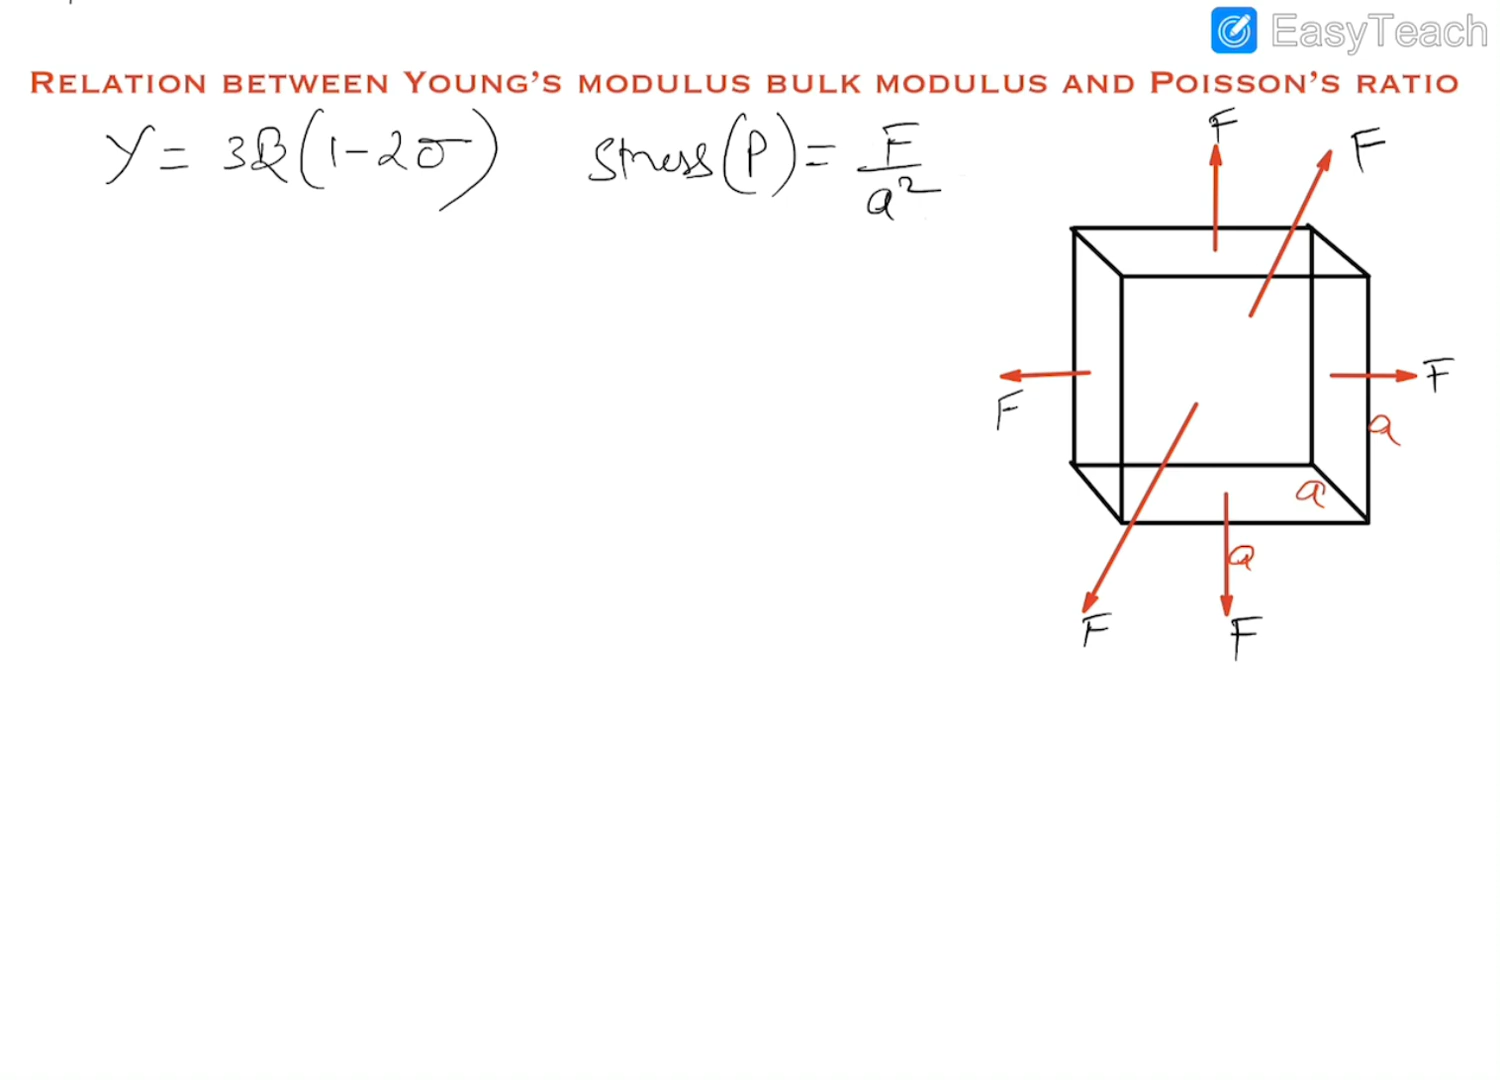 EasyTeach
RELATION BETWEEN YOUNG'S MODULUS BULK MODULUS AND POISSON'S RATIO
Y = 3B(1-2σ)
Stress(P) = F/a²
F
F
F
F
a
a
a
F
F